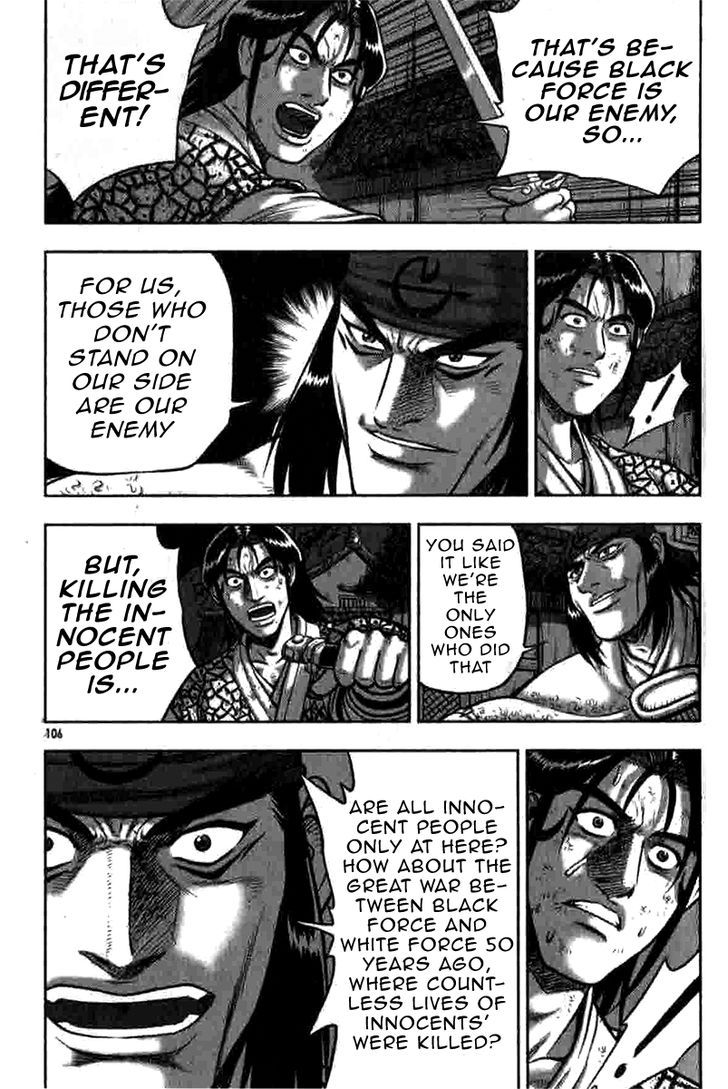 THAT'S BE-
CAUSE BLACK
FORCE IS
OUR ENEMY,
SO...
THAT'S
DIFFER-
ENT!
!
FOR US,
THOSE WHO
DON'T
STAND ON
OUR SIDE
ARE OUR
ENEMY
YOU SAID
IT LIKE
WE'RE
THE
ONLY
ONES
WHO DID
THAT
BUT,
KILLING
THE IN-
NOCENT
PEOPLE
IS...
106
!
ARE ALL INNO-
CENT PEOPLE
ONLY AT HERE?
HOW ABOUT THE
GREAT WAR BE-
TWEEN BLACK
FORCE AND
WHITE FORCE 50
YEARS AGO,
WHERE COUNT-
LESS LIVES OF
INNOCENTS'
WERE KILLED?